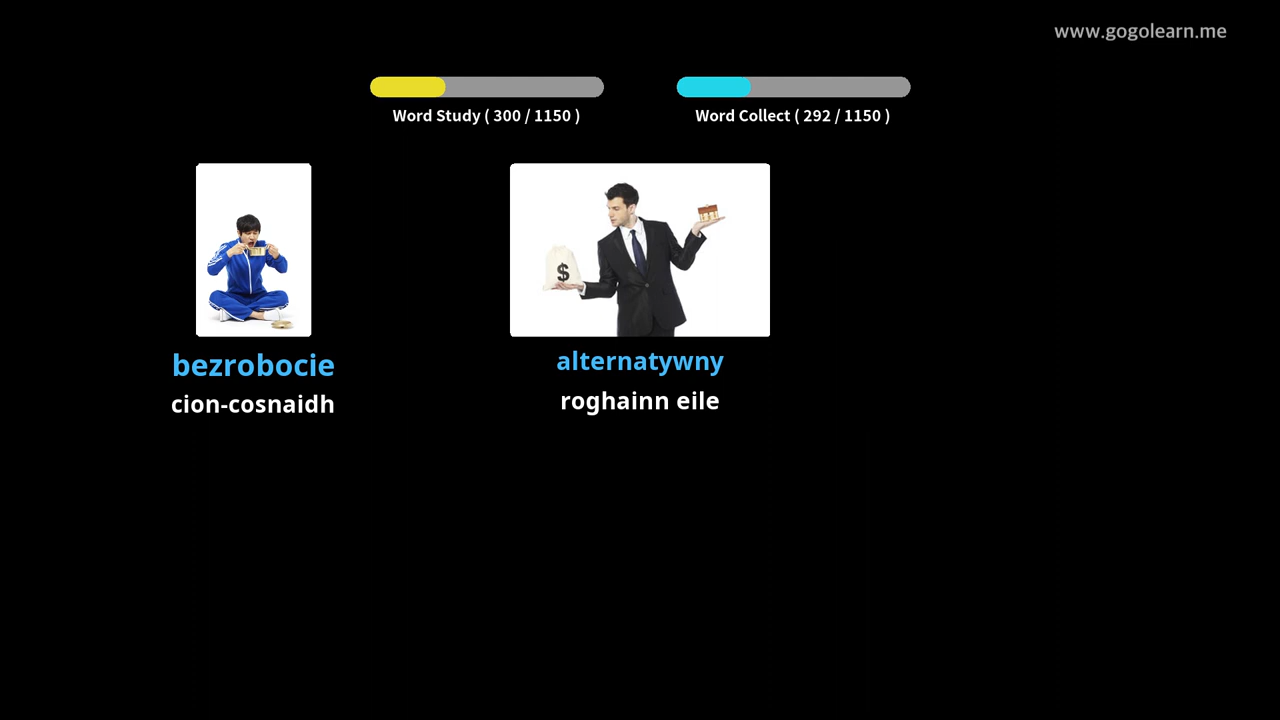 www.gogolearn.me
Word Study ( 300 / 1150 )
Word Collect ( 292 / 1150 )
$
bezrobocie
cion-cosnaidh
alternatywny
roghainn eile